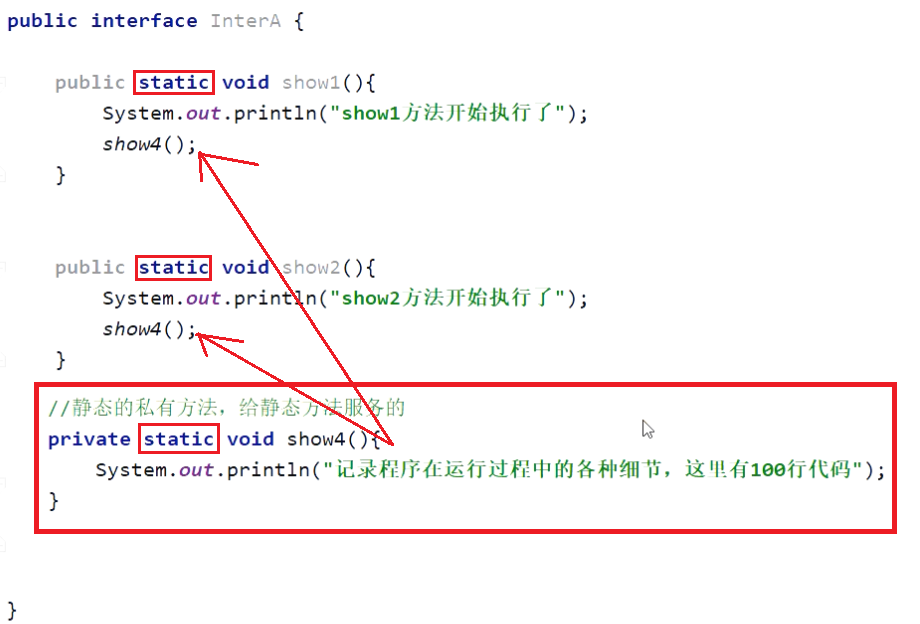 public interface InterA {
public static void show1(){
System.out.println("show1方法开始执行了");
show4();
}
public static void show2(){
System.out.println("show2方法开始执行了");
show4();
}
//静态的私有方法，给静态方法服务的
private static void show4(){
System.out.println("记录程序在运行过程中的各种细节，这里有100行代码");
}
}